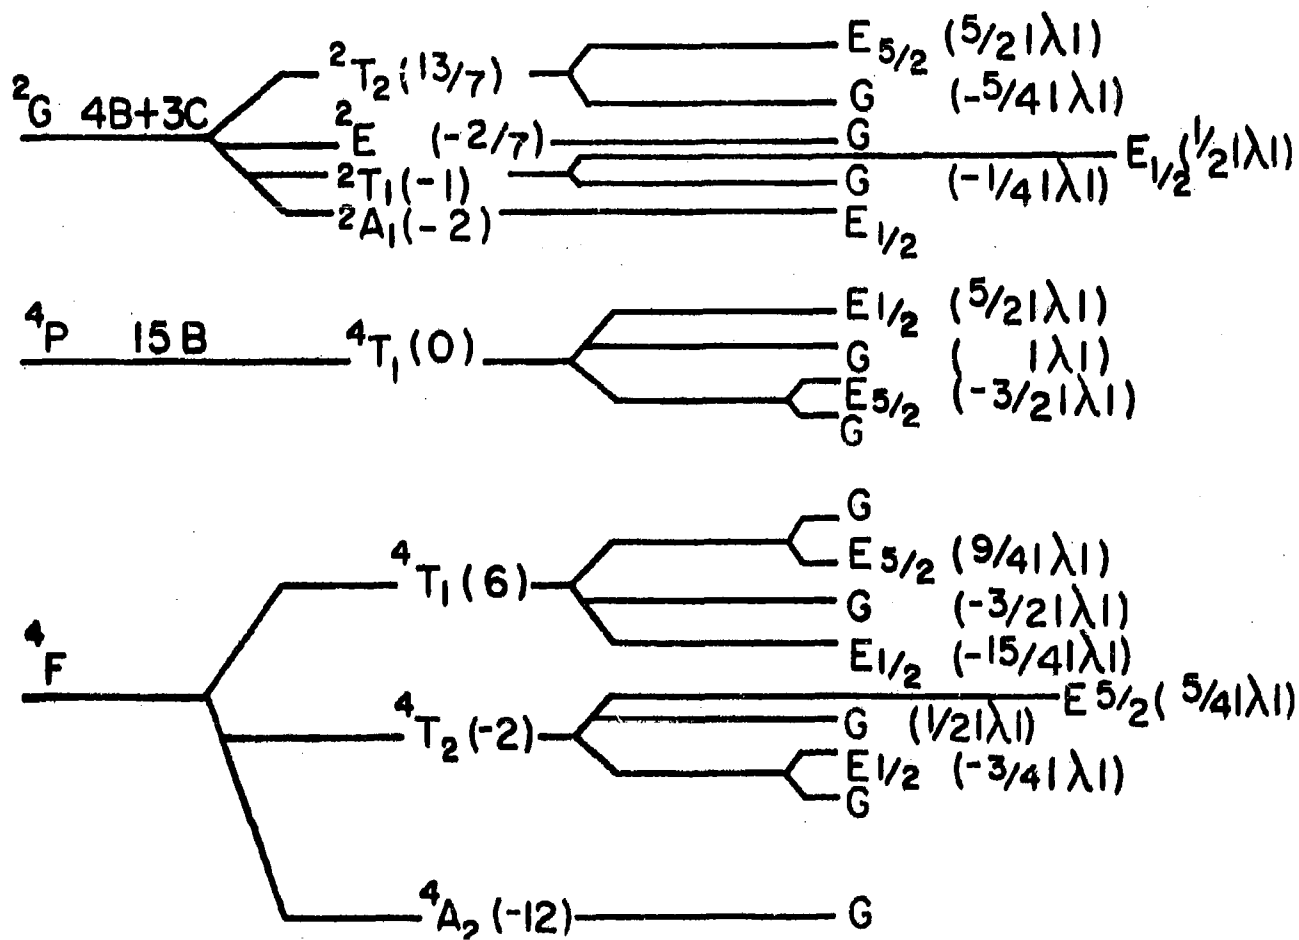 ²T₂(13/7) E₅/₂ (5/2|λ|)
²G 4B+3C G (-5/4|λ|)
²E (-2/7) G
E₁/₂(1/2|λ|)
²T₁(-1) G (-1/4|λ|)
²A₁(-2) E₁/₂
E₁/₂ (5/2|λ|)
⁴P 15B ⁴T₁(0) G ( |λ|)
E₅/₂ (-3/2|λ|)
G
G
E₅/₂ (9/4|λ|)
⁴T₁(6) G (-3/2|λ|)
⁴F E₁/₂ (-15/4|λ|)
E₅/₂(5/4|λ|)
⁴T₂(-2) G (1/2|λ|)
E₁/₂ (-3/4|λ|)
G
⁴A₂(-12) G